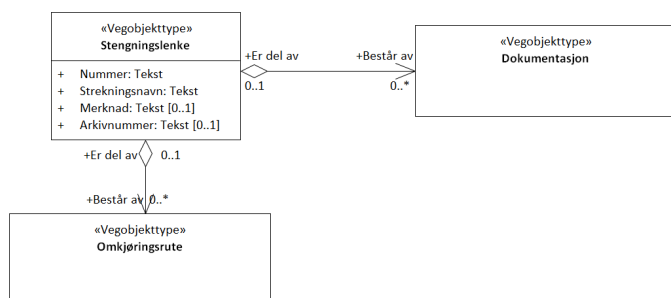 «Vegobjekttype»
Stengningslenke
+ Nummer: Tekst
+ Strekningsnavn: Tekst
+ Merknad: Tekst [0..1]
+ Arkivnummer: Tekst [0..1]
+Er del av
0..1
+Består av
0..*
«Vegobjekttype»
Dokumentasjon
+Er del av
0..1
+Består av
0..*
«Vegobjekttype»
Omkjøringsrute